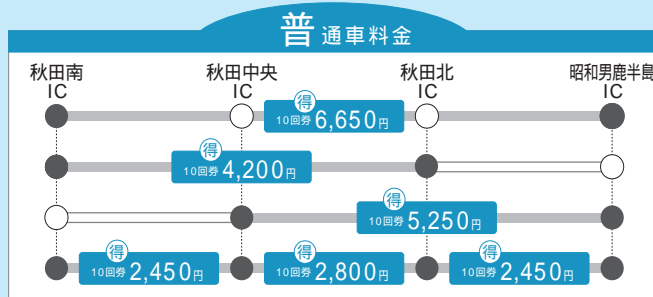 普通車料金
秋田南 IC 秋田中央 IC 秋田北 IC 昭和男鹿半島 IC
得 10回券 6,650円
得 10回券 4,200円
得 10回券 5,250円
得 10回券 2,450円 得 10回券 2,800円 得 10回券 2,450円